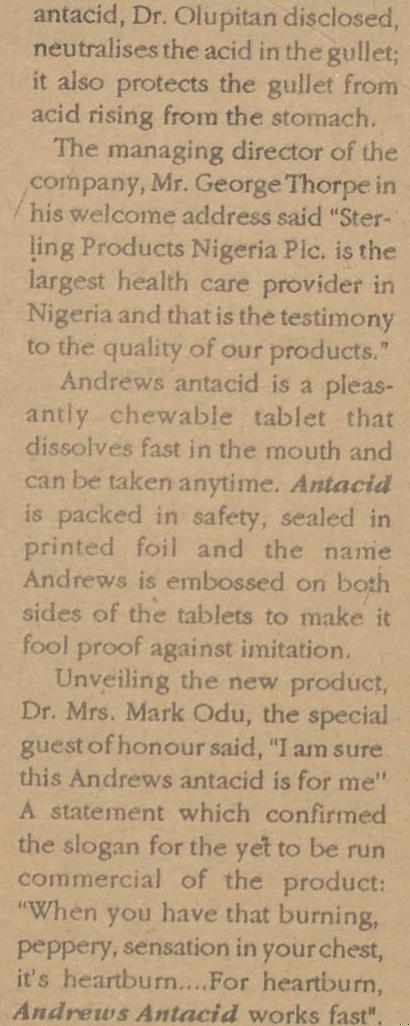 antacid, Dr. Olupitan disclosed,
neutralises the acid in the gullet;
it also protects the gullet from
acid rising from the stomach.
The managing director of the
company, Mr. George Thorpe in
his welcome address said "Ster-
ling Products Nigeria Plc. is the
largest health care provider in
Nigeria and that is the testimony
to the quality of our products."
Andrews antacid is a pleas-
antly chewable tablet that
dissolves fast in the mouth and
can be taken anytime. Antacid
is packed in safety, sealed in
printed foil and the name
Andrews is embossed on both
sides of the tablets to make it
fool proof against imitation.
Unveiling the new product,
Dr. Mrs. Mark Odu, the special
guest of honour said, "I am sure
this Andrews antacid is for me"
A statement which confirmed
the slogan for the yet to be run
commercial of the product:
"When you have that burning,
peppery, sensation in your chest,
it's heartburn....For heartburn,
Andrews Antacid works fast".